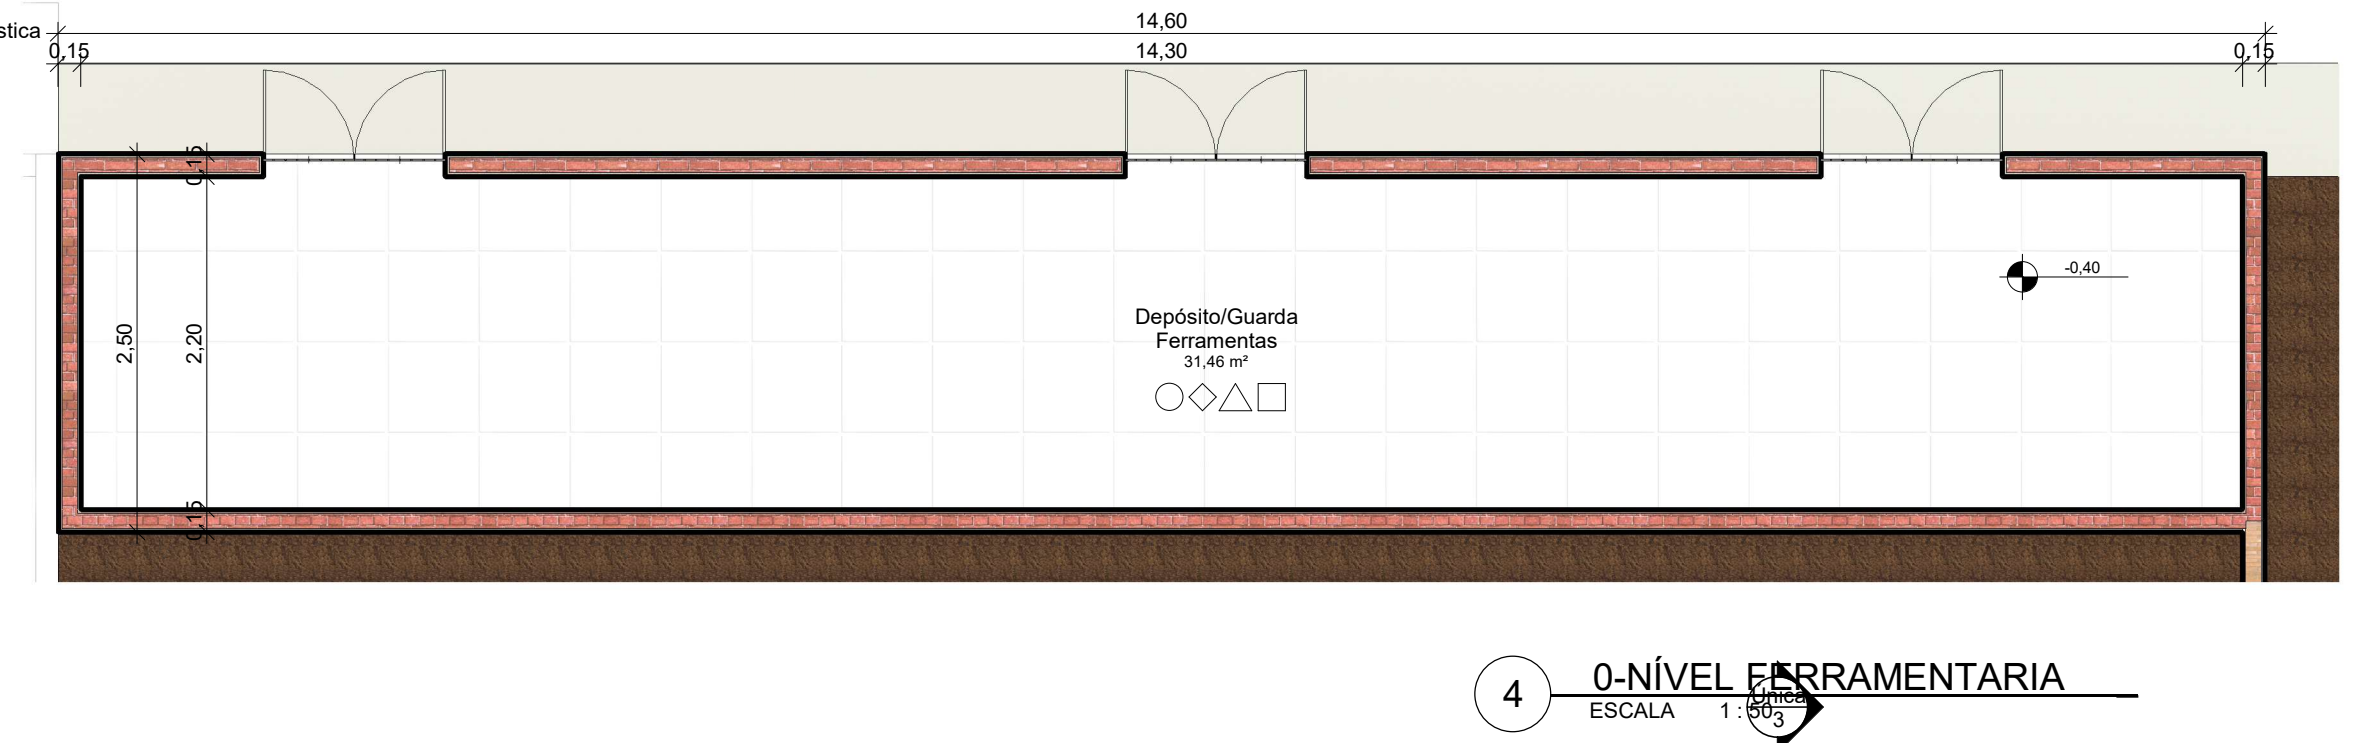 14,60
stica
0,15
14,30
0,15
0,15
2,50
2,20
0,15
-0,40
Depósito/Guarda
Ferramentas
31,46 m²
4
0-NÍVEL FERRAMENTARIA
ESCALA 1 : 50
Única
3